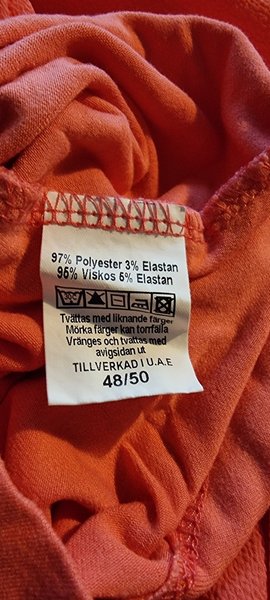 97% Polyester 3% Elastan
95% Viskos 5% Elastan
Tvättas med liknande färger
Mörka färger kan torrfälla
Vränges och tvättas med
avigsidan ut
TILLVERKAD I U.A.E
48/50